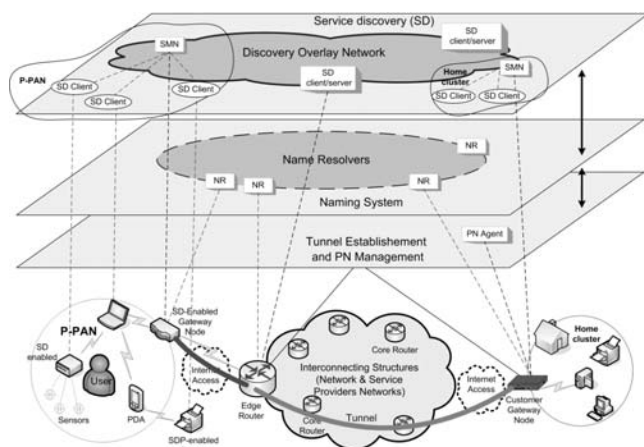 Service discovery (SD)
SD
client/server
SMN
Discovery Overlay Network
P-PAN
SD
client/server
Home
cluster
SMN
SD Client
SD Client
SD Client
SD Client
SD Client
NR
Name Resolvers
NR
NR
NR
Naming System
PN Agent
Tunnel Establishement
and PN Management
P-PAN
SD-Enabled
Gateway
Node
SD
enabled
User
Sensors
PDA
SDP-enabled
Internet
Access
Edge
Router
Core Router
Interconnecting Structures
(Network & Service
Providers Networks)
Core
Router
Tunnel
Internet
Access
Customer
Gateway Node
Home
cluster